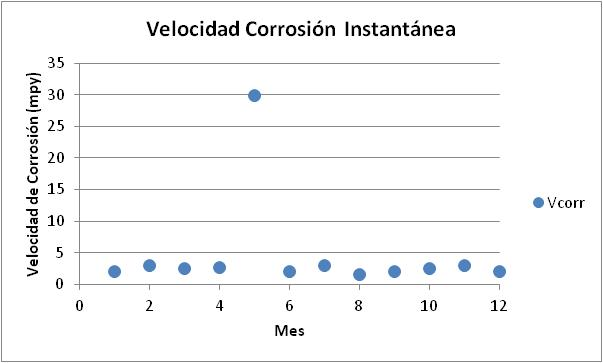 Velocidad Corrosión Instantánea
Velocidad de Corrosión (mpy)
35
30
25
20
15
10
5
0
0 2 4 6 8 10 12
Mes
Vcorr